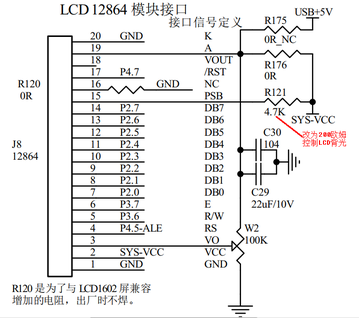 LCD 12864 模块接口
接口信号定义
R175
USB+5V
0R_NC
R176
0R
20 GND K
19 A
18 VOUT
17 P4.7 /RST
16 NC
GND
15 PSB
14 P2.7 DB7
13 P2.6 DB6
12 P2.5 DB5
11 P2.4 DB4
10 P2.3 DB3
9 P2.2 DB2
8 P2.1 DB1
7 P2.0 DB0
6 P3.7 E
5 P3.6 R/W
4 P4.5-ALE RS
3 VO
2 SYS-VCC VCC
1 GND GND
R120
0R
J8
12864
R121
4.7K
SYS-VCC
改为200欧姆
控制LCD背光
C30
104
C29
22uF/10V
W2
100K
R120 是为了与 LCD1602 屏兼容
增加的电阻，出厂时不焊。